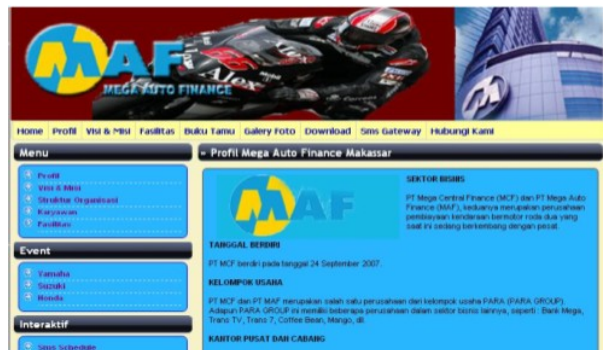 MAF
MEGA AUTO FINANCE
Alex
Home Profil Visi & Misi Fasilitas Buku Tamu Galery Foto Download Sms Gateway Hubungi Kami
Menu
Profil
Visi & Misi
Struktur Organisasi
Karyawan
Fasilitas
Event
Yamaha
Suzuki
Honda
Interaktif
Sms Schedule
» Profil Mega Auto Finance Makassar
MAF
SEKTOR BISNIS
PT Mega Central Finance (MCF) dan PT Mega Auto
Finance (MAF), keduanya merupakan perusahaan
pembiayaan kendaraan bermotor roda dua yang
saat ini sedang berkembang dengan pesat.
TANGGAL BERDIRI
PT MCF berdiri pada tanggal 24 September 2007.
KELOMPOK USAHA
PT MCF dan PT MAF merupakan salah satu perusahaan dari kelompok usaha PARA (PARA GROUP).
Adapun PARA GROUP ini memiliki beberapa perusahaan dalam sektor bisnis lainnya, seperti : Bank Mega,
Trans TV, Trans 7, Coffee Bean, Mango, dll.
KANTOR PUSAT DAN CABANG